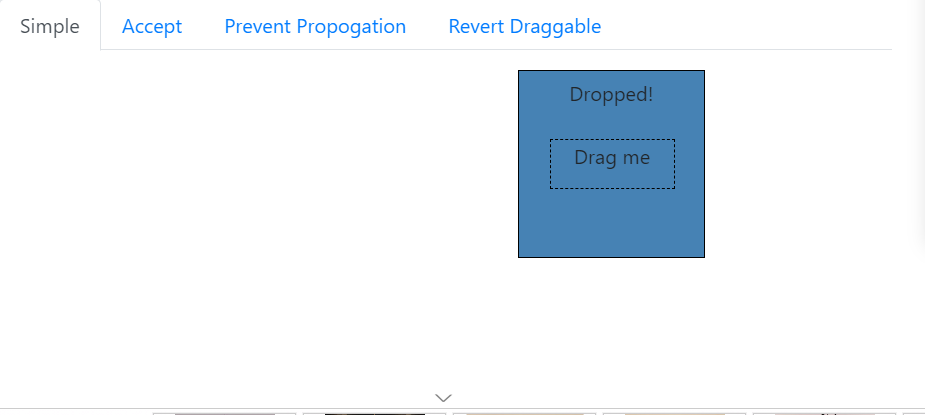 Simple Accept Prevent Propogation Revert Draggable
Dropped!
Drag me